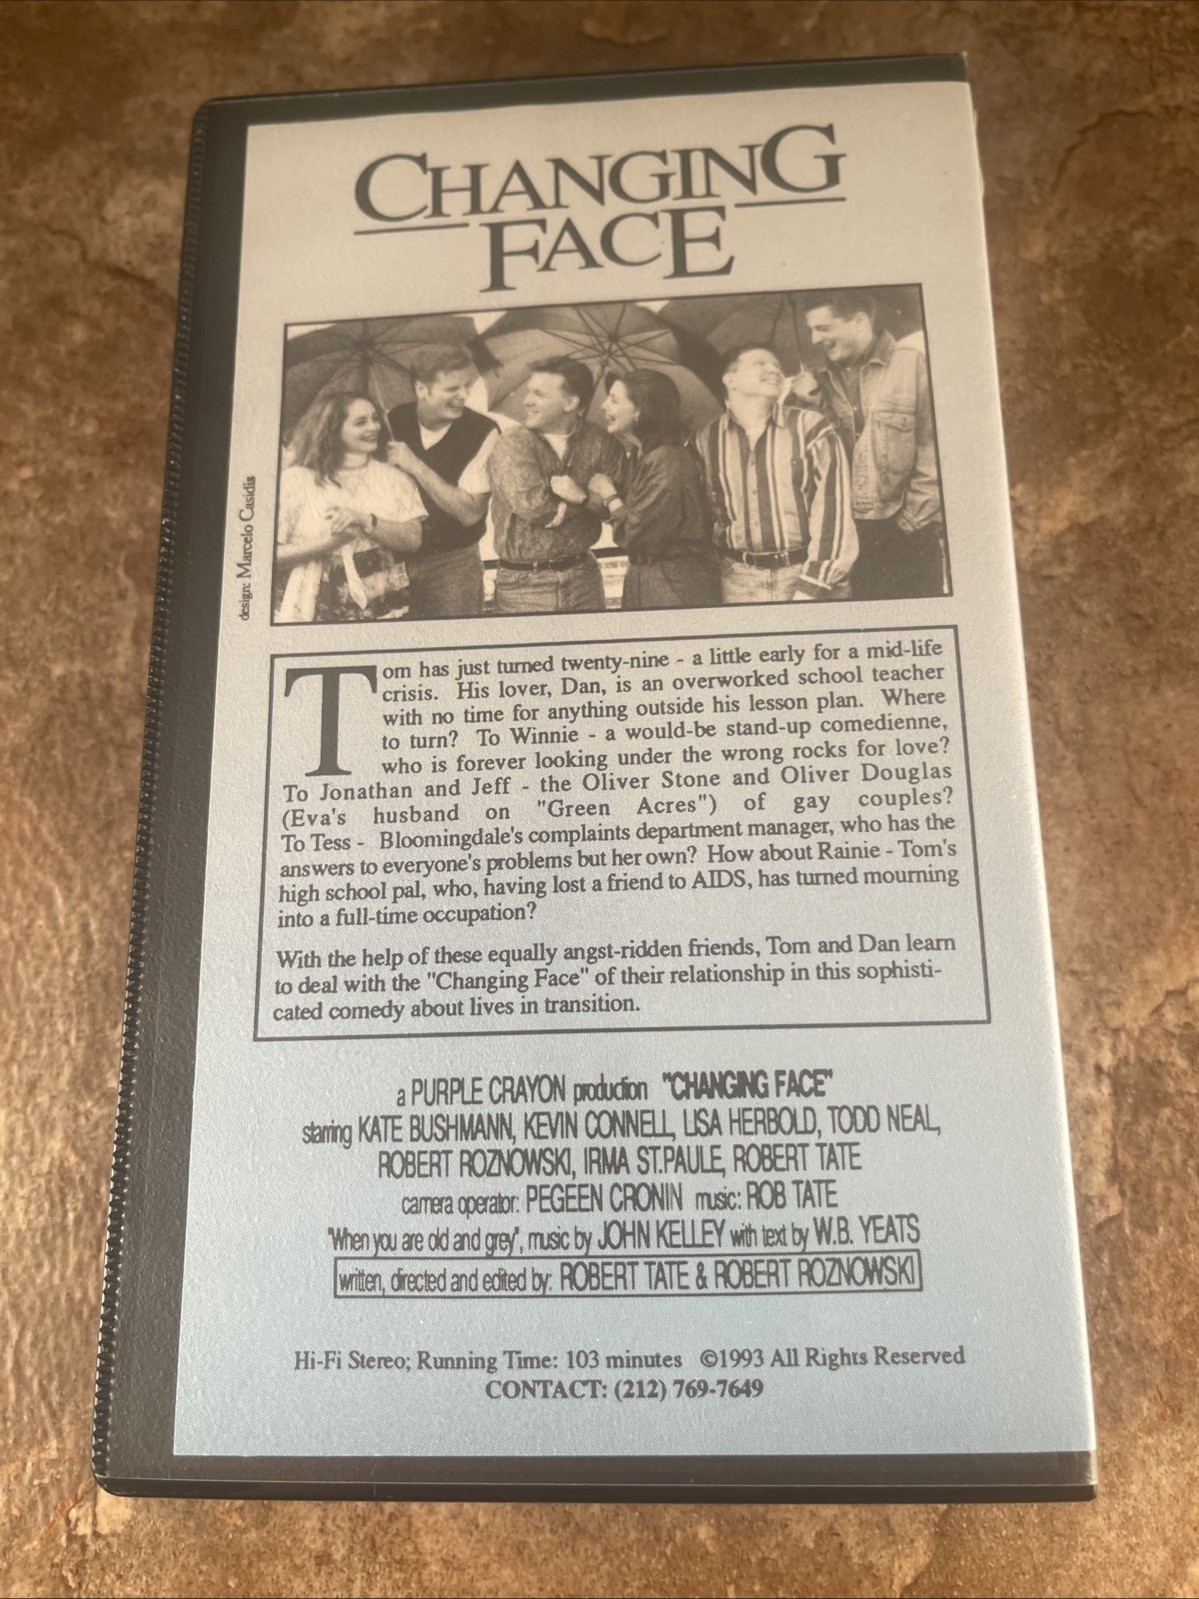 CHANGING
FACE
design: Marcelo Casidis
Tom has just turned twenty-nine - a little early for a mid-life
crisis. His lover, Dan, is an overworked school teacher
with no time for anything outside his lesson plan. Where
to turn? To Winnie - a would-be stand-up comedienne,
who is forever looking under the wrong rocks for love?
To Jonathan and Jeff - the Oliver Stone and Oliver Douglas
(Eva's husband on "Green Acres") of gay couples?
To Tess - Bloomingdale's complaints department manager, who has the
answers to everyone's problems but her own? How about Rainie - Tom's
high school pal, who, having lost a friend to AIDS, has turned mourning
into a full-time occupation?
With the help of these equally angst-ridden friends, Tom and Dan learn
to deal with the "Changing Face" of their relationship in this sophisti-
cated comedy about lives in transition.
a PURPLE CRAYON production "CHANGING FACE"
starring KATE BUSHMANN, KEVIN CONNELL, LISA HERBOLD, TODD NEAL,
ROBERT ROZNOWSKI, IRMA ST.PAULE, ROBERT TATE
camera operator: PEGEEN CRONIN music: ROB TATE
"When you are old and grey", music by JOHN KELLEY with text by W.B. YEATS
written, directed and edited by: ROBERT TATE & ROBERT ROZNOWSKI
Hi-Fi Stereo; Running Time: 103 minutes ©1993 All Rights Reserved
CONTACT: (212) 769-7649